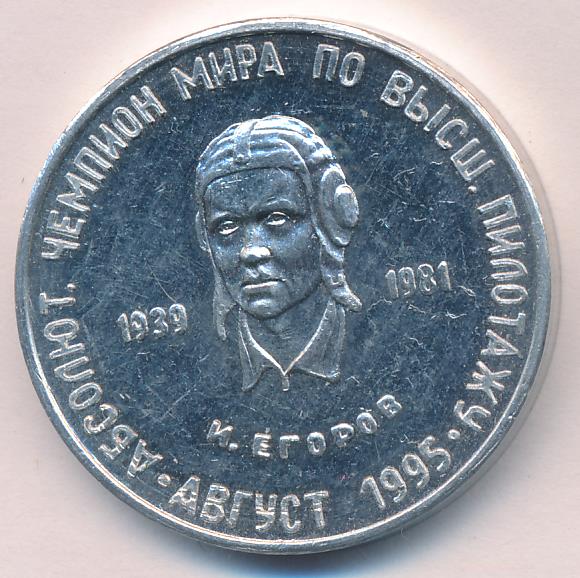 АБСОЛЮТ. ЧЕМПИОН МИРА ПО ВЫСШ. ПИЛОТАЖУ
1939
1981
И. ЕГОРОВ
· АВГУСТ 1995 ·